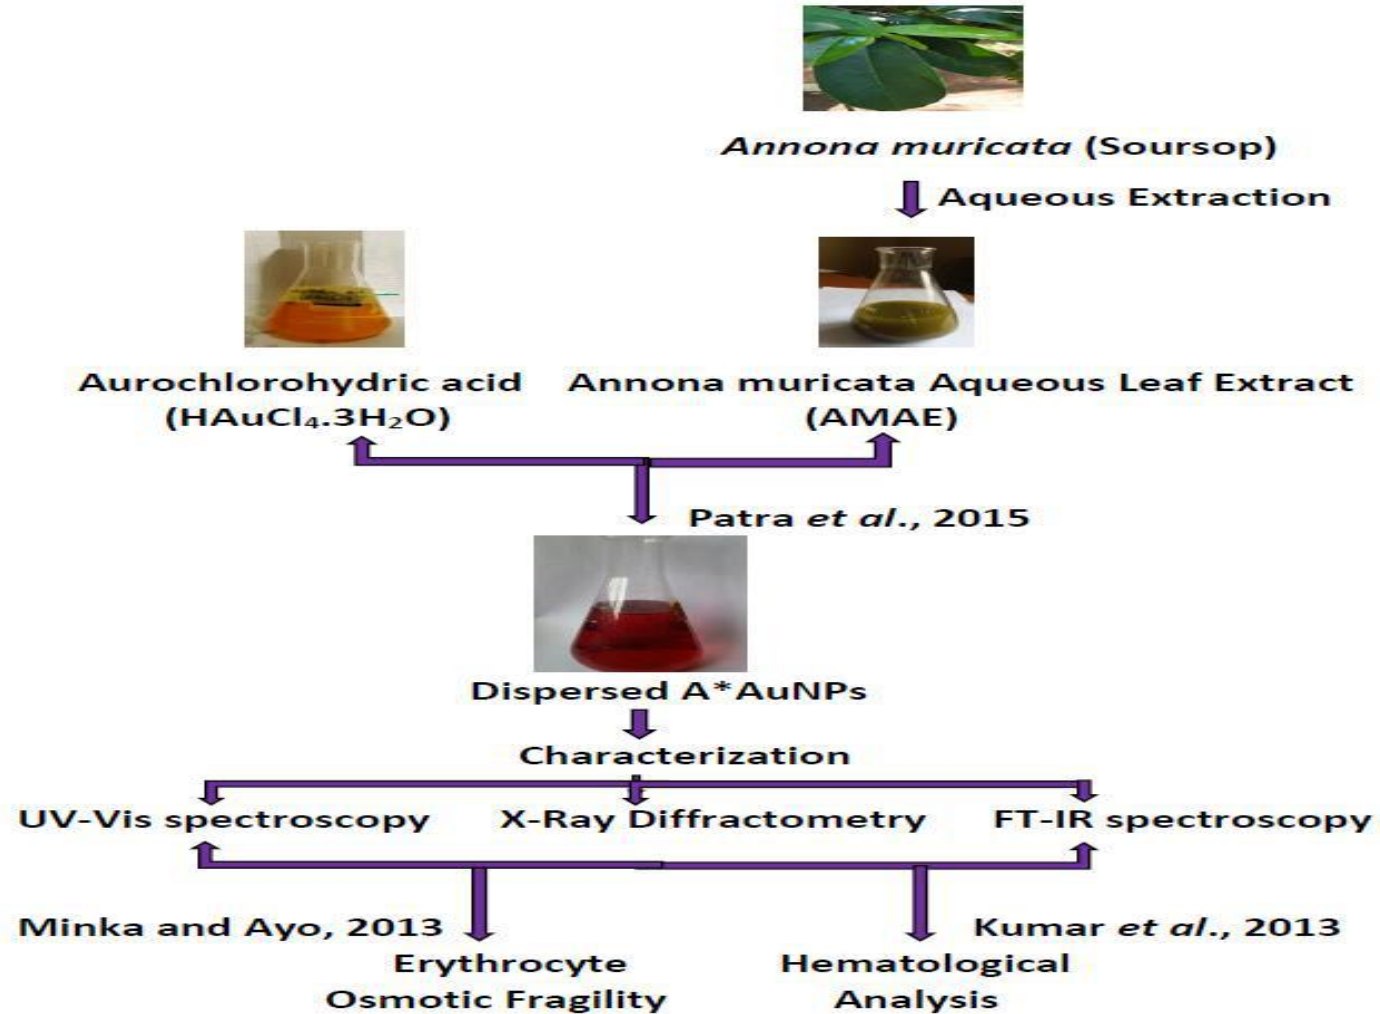 Annona muricata (Soursop)
Aqueous Extraction
Aurochlorohydric acid
(HAuCl₄.3H₂O)
Annona muricata Aqueous Leaf Extract
(AMAE)
Patra et al., 2015
Dispersed A*AuNPs
Characterization
UV-Vis spectroscopy
X-Ray Diffractometry
FT-IR spectroscopy
Minka and Ayo, 2013
Kumar et al., 2013
Erythrocyte
Osmotic Fragility
Hematological
Analysis